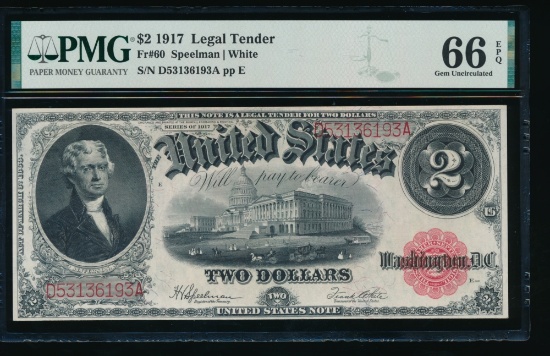 PMG
PAPER MONEY GUARANTY
$2 1917 Legal Tender
Fr#60 Speelman | White
S/N D53136193A pp E
66 EPQ
Gem Uncirculated
THIS NOTE IS A LEGAL TENDER FOR TWO DOLLARS
SERIES OF 1917
D53136193A
United States
Will pay to bearer
2
TWO DOLLARS
Washington, D.C.
D53136193A
TWO
UNITED STATES NOTE